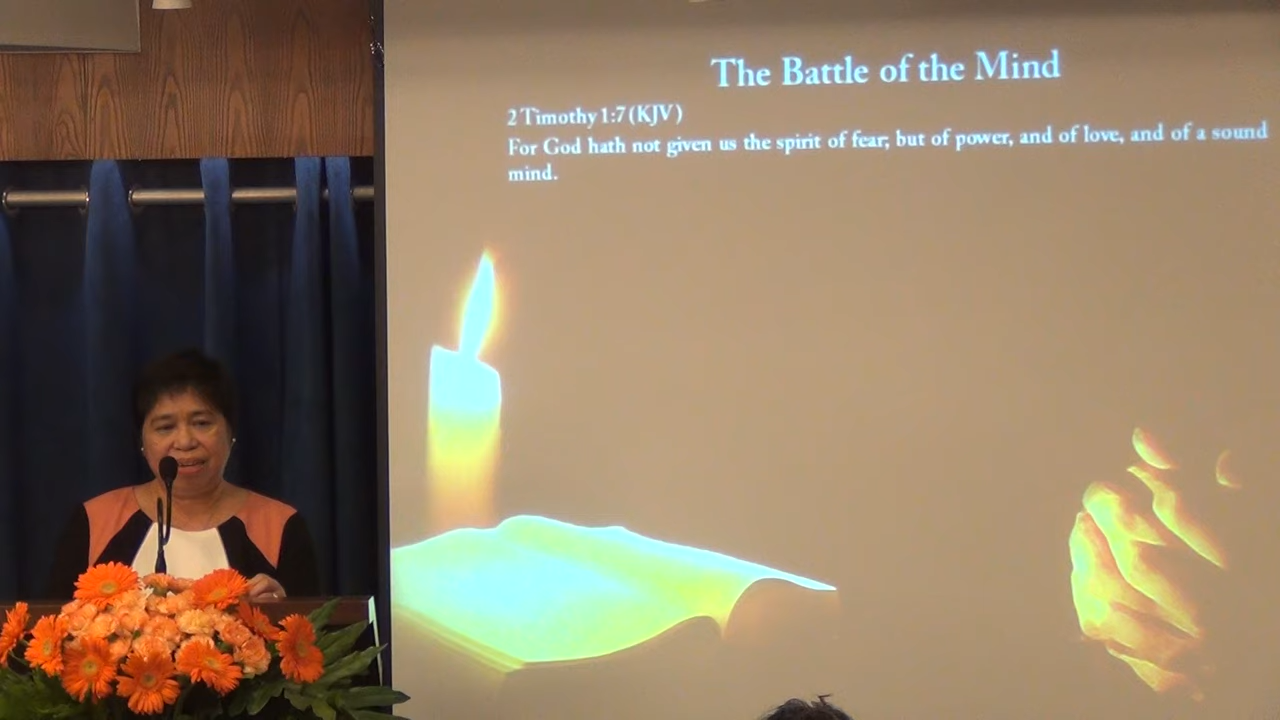 The Battle of the Mind
2 Timothy 1:7 (KJV)
For God hath not given us the spirit of fear; but of power, and of love, and of a sound
mind.